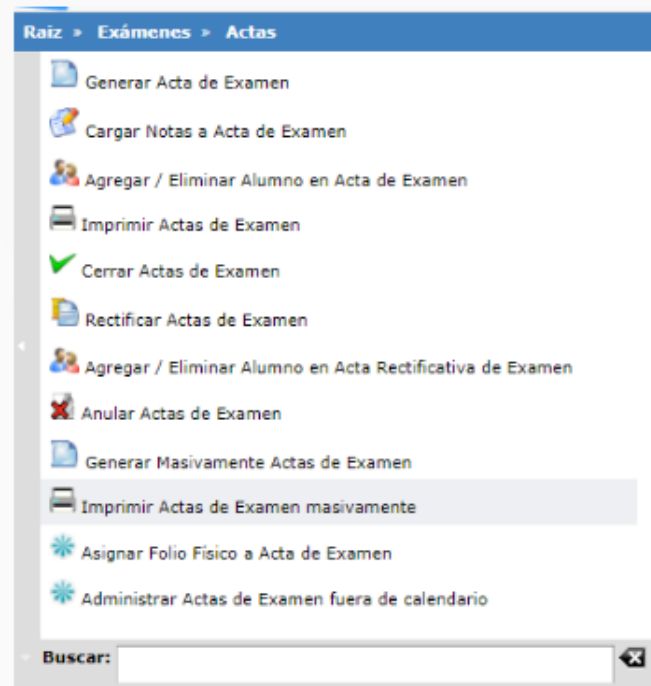 Raiz » Exámenes » Actas
Generar Acta de Examen
Cargar Notas a Acta de Examen
Agregar / Eliminar Alumno en Acta de Examen
Imprimir Actas de Examen
Cerrar Actas de Examen
Rectificar Actas de Examen
Agregar / Eliminar Alumno en Acta Rectificativa de Examen
Anular Actas de Examen
Generar Masivamente Actas de Examen
Imprimir Actas de Examen masivamente
Asignar Folio Físico a Acta de Examen
Administrar Actas de Examen fuera de calendario
Buscar: